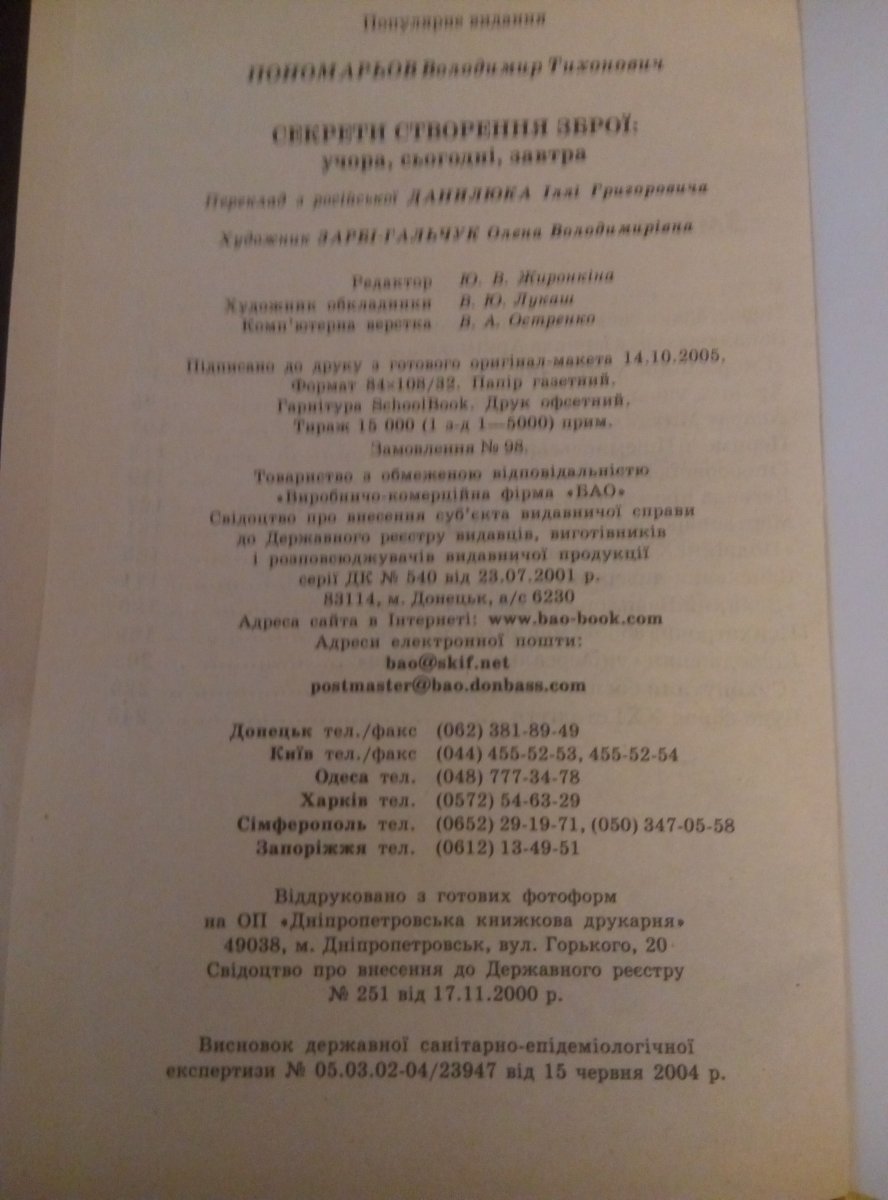 Популярне видання
ПОНОМАРЬОВ Володимир Тихонович
СЕКРЕТИ СТВОРЕННЯ ЗБРОЇ:
учора, сьогодні, завтра
Переклад з російської ДАНИЛЮКА Іллі Григоровича
Художник ЗАРВІ-ГАЛЬЧУК Олена Володимирівна
Редактор Ю. В. Жиронкіна
Художник обкладинки В. Ю. Лукаш
Комп'ютерна верстка В. А. Остренко
Підписано до друку з готового оригінал-макета 14.10.2005.
Формат 84×108/32. Папір газетний.
Гарнітура SchoolBook. Друк офсетний.
Тираж 15 000 (1 з-д 1—5000) прим.
Замовлення № 98.
Товариство з обмеженою відповідальністю
«Виробничо-комерційна фірма «БАО»
Свідоцтво про внесення суб'єкта видавничої справи
до Державного реєстру видавців, виготівників
і розповсюджувачів видавничої продукції
серії ДК № 540 від 23.07.2001 р.
83114, м. Донецьк, а/с 6230
Адреса сайта в Інтернеті: www.bao-book.com
Адреси електронної пошти:
bao@skif.net
postmaster@bao.donbass.com
Донецьк тел./факс (062) 381-89-49
Київ тел./факс (044) 455-52-53, 455-52-54
Одеса тел. (048) 777-34-78
Харків тел. (0572) 54-63-29
Сімферополь тел. (0652) 29-19-71, (050) 347-05-58
Запоріжжя тел. (0612) 13-49-51
Віддруковано з готових фотоформ
на ОП «Дніпропетровська книжкова друкарня»
49038, м. Дніпропетровськ, вул. Горького, 20
Свідоцтво про внесення до Державного реєстру
№ 251 від 17.11.2000 р.
Висновок державної санітарно-епідеміологічної
експертизи № 05.03.02-04/23947 від 15 червня 2004 р.